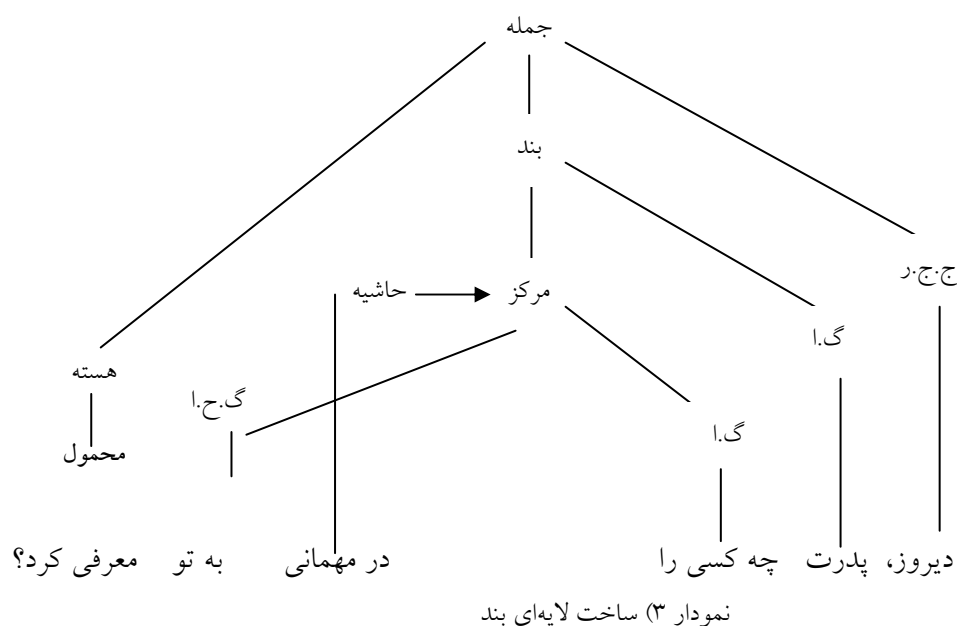 جمله
بند
ج.ج.ر
حاشیه
مرکز
گ.ا
هسته
گ.ح.ا
گ.ا
محمول
دیروز، پدرت چه کسی را در مهمانی به تو معرفی کرد؟
نمودار ۳) ساخت لایه‌ای بند